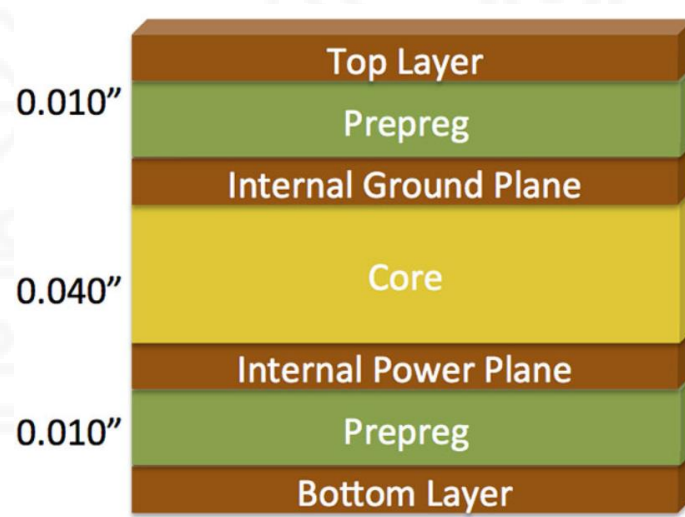 Top Layer
0.010”
Prepreg
Internal Ground Plane
Core
0.040”
Internal Power Plane
0.010”
Prepreg
Bottom Layer